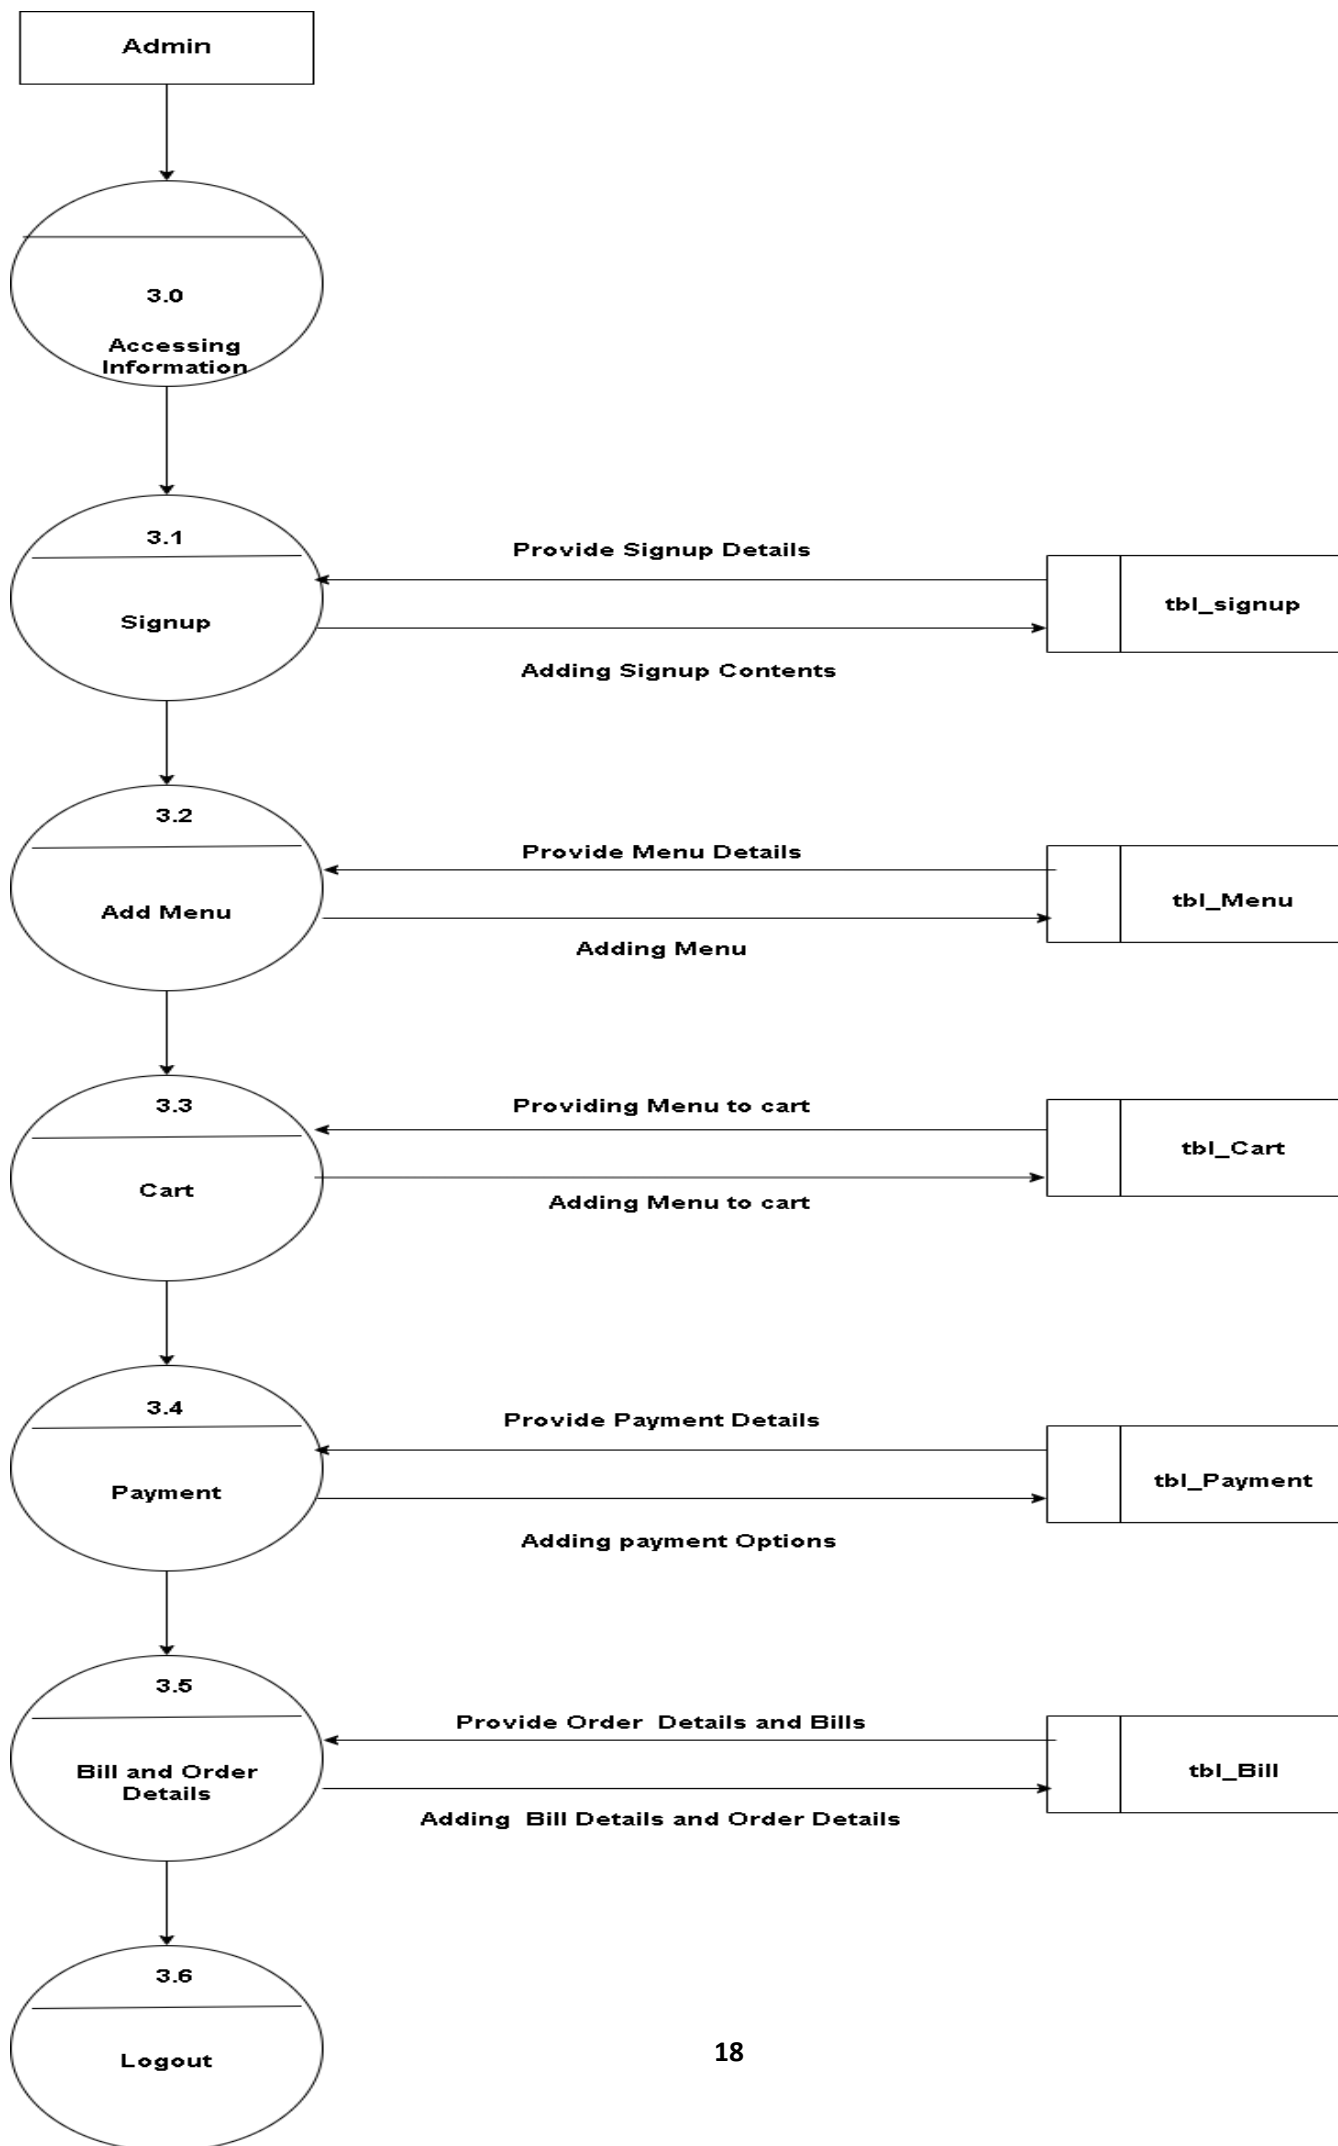 Admin
3.0
Accessing
Information
3.1
Signup
Provide Signup Details
Adding Signup Contents
tbl_signup
3.2
Add Menu
Provide Menu Details
Adding Menu
tbl_Menu
3.3
Cart
Providing Menu to cart
Adding Menu to cart
tbl_Cart
3.4
Payment
Provide Payment Details
Adding payment Options
tbl_Payment
3.5
Bill and Order
Details
Provide Order  Details and Bills
Adding  Bill Details and Order Details
tbl_Bill
3.6
Logout
18